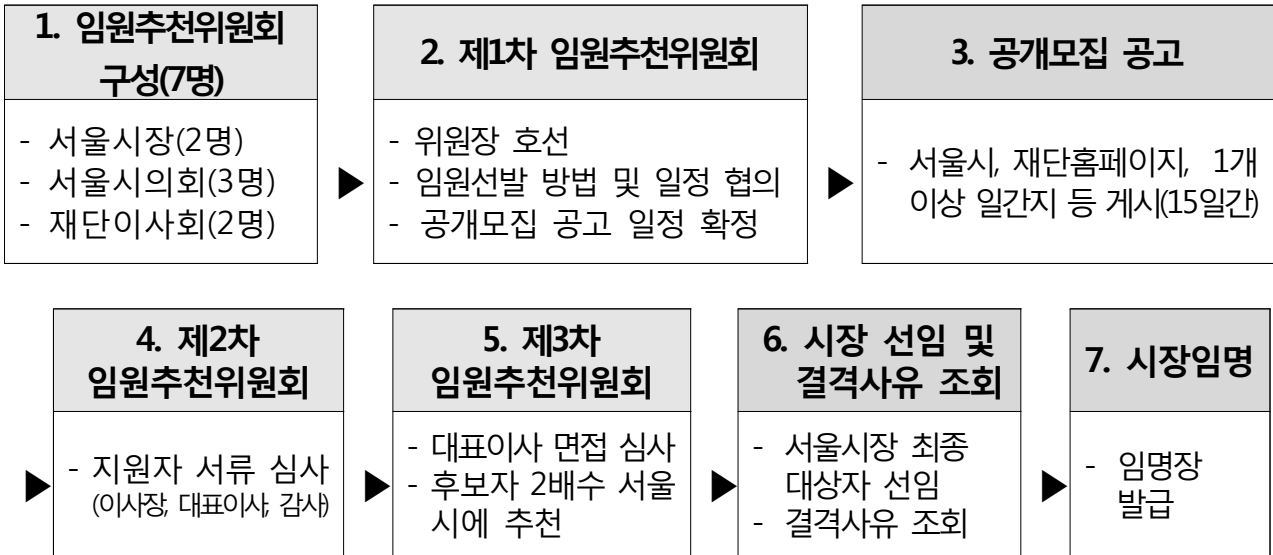 1. 임원추천위원회
구성(7명)
- 서울시장(2명)
- 서울시의회(3명)
- 재단이사회(2명)
▶
2. 제1차 임원추천위원회
- 위원장 호선
- 임원선발 방법 및 일정 협의
- 공개모집 공고 일정 확정
▶
3. 공개모집 공고
- 서울시, 재단홈페이지, 1개
이상 일간지 등 게시(15일간)
▶
4. 제2차
임원추천위원회
- 지원자 서류 심사
(이사장, 대표이사, 감사)
▶
5. 제3차
임원추천위원회
- 대표이사 면접 심사
- 후보자 2배수 서울
시에 추천
▶
6. 시장 선임 및
결격사유 조회
- 서울시장 최종
대상자 선임
- 결격사유 조회
▶
7. 시장임명
- 임명장
발급